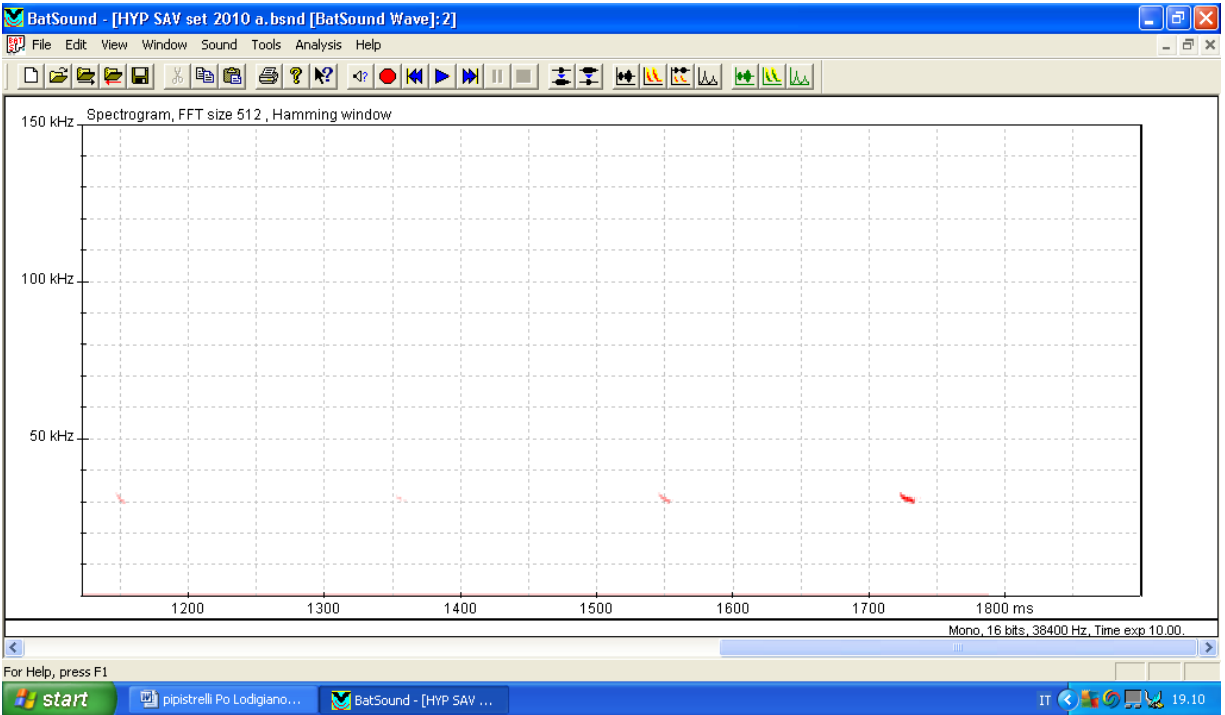 BatSound - [HYP SAV set 2010 a.bsnd [BatSound Wave]:2]
File Edit View Window Sound Tools Analysis Help
Spectrogram, FFT size 512 , Hamming window
150 kHz
100 kHz
50 kHz
1200 1300 1400 1500 1600 1700 1800 ms
Mono, 16 bits, 38400 Hz, Time exp 10.00.
For Help, press F1
start pipistrelli Po Lodigiano... BatSound - [HYP SAV ... IT 19.10